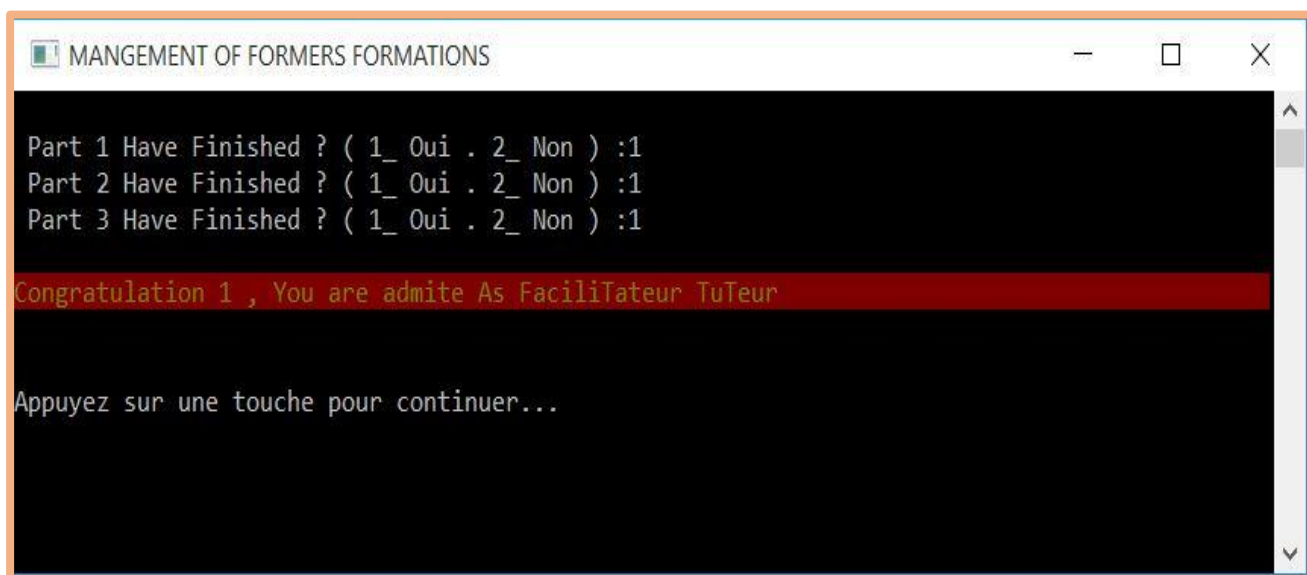 MANGEMENT OF FORMERS FORMATIONS
Part 1 Have Finished ? ( 1_ Oui . 2_ Non ) :1
Part 2 Have Finished ? ( 1_ Oui . 2_ Non ) :1
Part 3 Have Finished ? ( 1_ Oui . 2_ Non ) :1
Congratulation 1 , You are admite As FaciliTateur TuTeur
Appuyez sur une touche pour continuer...